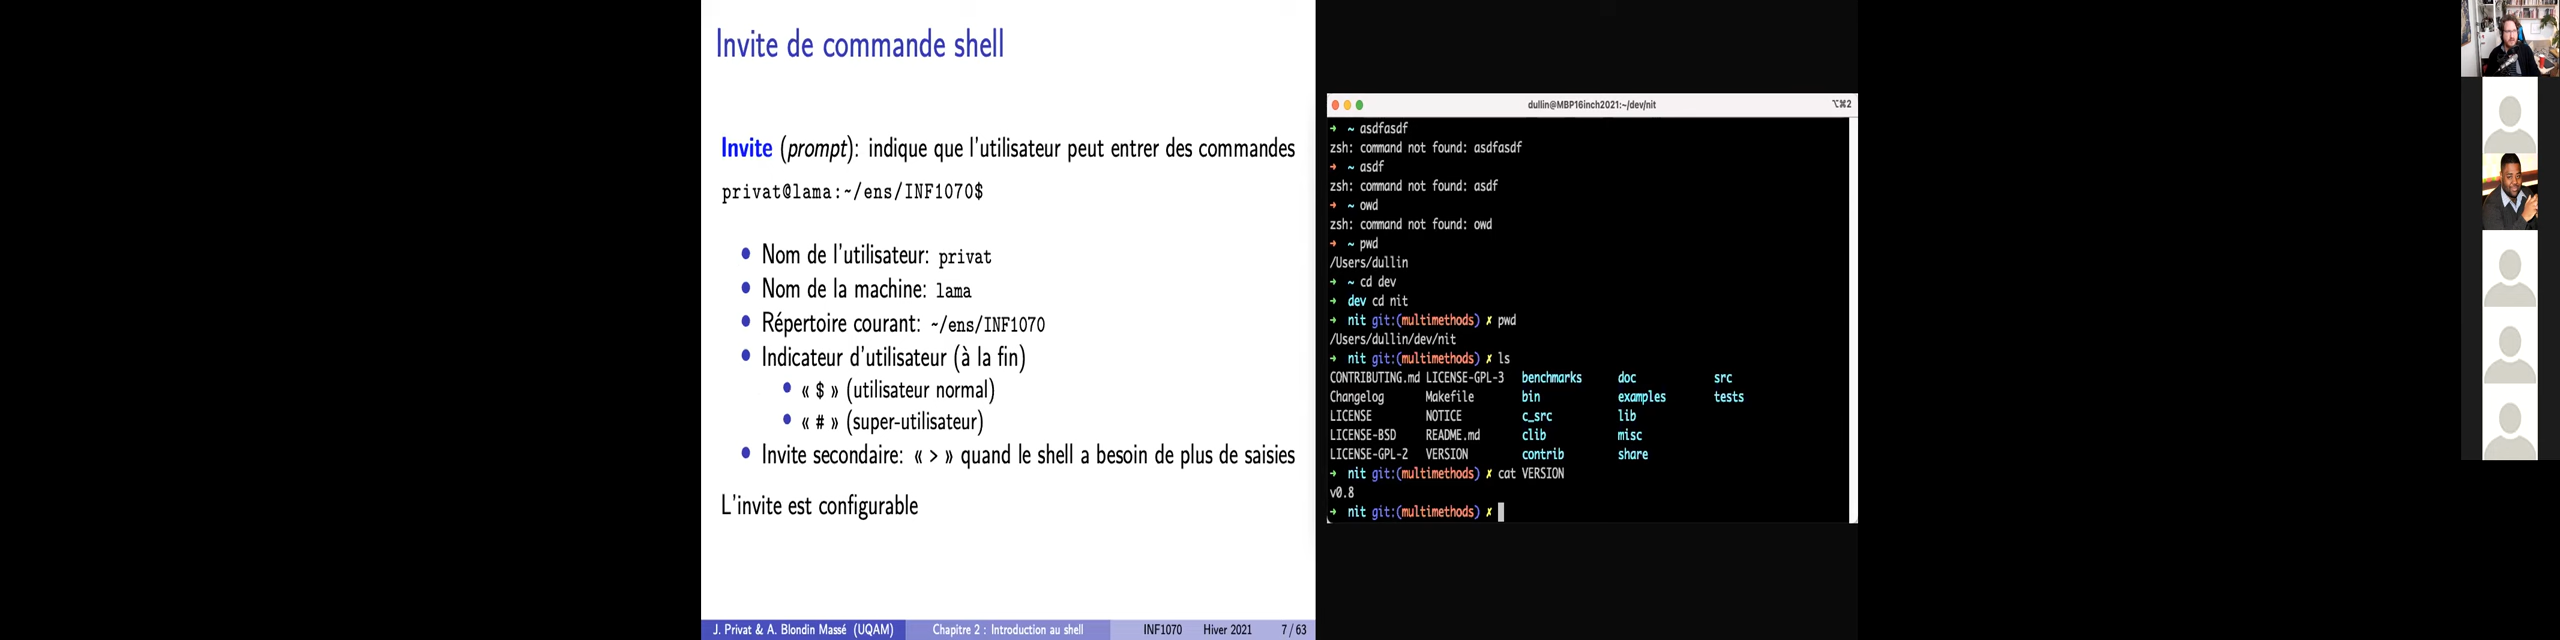 Invite de commande shell
Invite (prompt): indique que l'utilisateur peut entrer des commandes
privat@lama:~/ens/INF1070$
• Nom de l'utilisateur: privat
• Nom de la machine: lama
• Répertoire courant: ~/ens/INF1070
• Indicateur d'utilisateur (à la fin)
• « $ » (utilisateur normal)
• « # » (super-utilisateur)
• Invite secondaire: « > » quand le shell a besoin de plus de saisies
L'invite est configurable
J. Privat & A. Blondin Massé (UQAM) Chapitre 2 : Introduction au shell INF1070 Hiver 2021 7 / 63
dullin@MBP16inch2021:~/dev/nit ⌥⌘2
→ ~ asdfasdf
zsh: command not found: asdfasdf
→ ~ asdf
zsh: command not found: asdf
→ ~ owd
zsh: command not found: owd
→ ~ pwd
/Users/dullin
→ ~ cd dev
→ dev cd nit
→ nit git:(multimethods) ✗ pwd
/Users/dullin/dev/nit
→ nit git:(multimethods) ✗ ls
CONTRIBUTING.md LICENSE-GPL-3 benchmarks doc src
Changelog Makefile bin examples tests
LICENSE NOTICE c_src lib
LICENSE-BSD README.md clib misc
LICENSE-GPL-2 VERSION contrib share
→ nit git:(multimethods) ✗ cat VERSION
v0.8
→ nit git:(multimethods) ✗